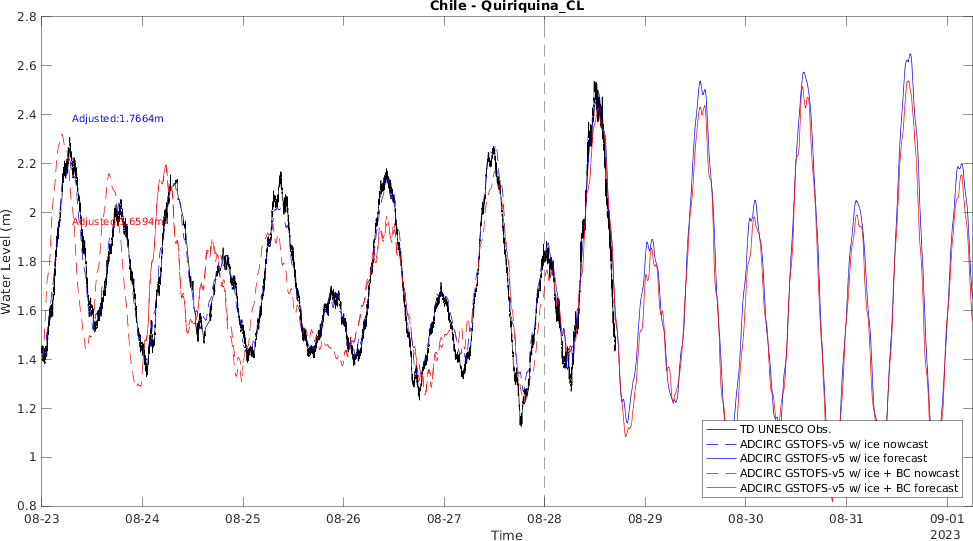 Chile - Quiriquina_CL
2.8
2.6
2.4
2.2
2
1.8
1.6
1.4
1.2
1
0.8
Water Level (m)
Adjusted:1.7664m
Adjusted:1.6594m
TD UNESCO Obs.
ADCIRC GSTOFS-v5 w/ ice nowcast
ADCIRC GSTOFS-v5 w/ ice forecast
ADCIRC GSTOFS-v5 w/ ice + BC nowcast
ADCIRC GSTOFS-v5 w/ ice + BC forecast
08-23 08-24 08-25 08-26 08-27 08-28 08-29 08-30 08-31 09-01
2023
Time